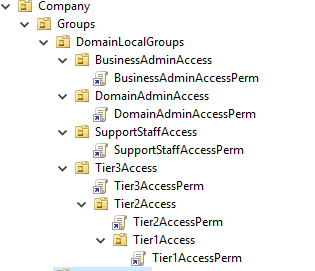 Company
Groups
DomainLocalGroups
BusinessAdminAccess
BusinessAdminAccessPerm
DomainAdminAccess
DomainAdminAccessPerm
SupportStaffAccess
SupportStaffAccessPerm
Tier3Access
Tier3AccessPerm
Tier2Access
Tier2AccessPerm
Tier1Access
Tier1AccessPerm